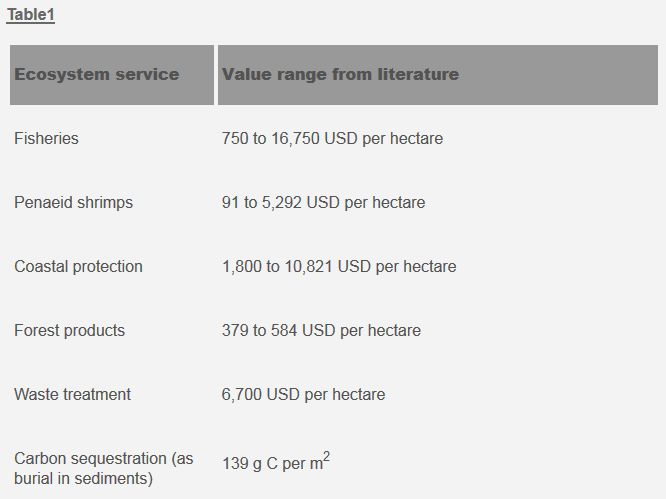 Table1
Ecosystem service Value range from literature
Fisheries 750 to 16,750 USD per hectare
Penaeid shrimps 91 to 5,292 USD per hectare
Coastal protection 1,800 to 10,821 USD per hectare
Forest products 379 to 584 USD per hectare
Waste treatment 6,700 USD per hectare
Carbon sequestration (as
burial in sediments) 139 g C per m²